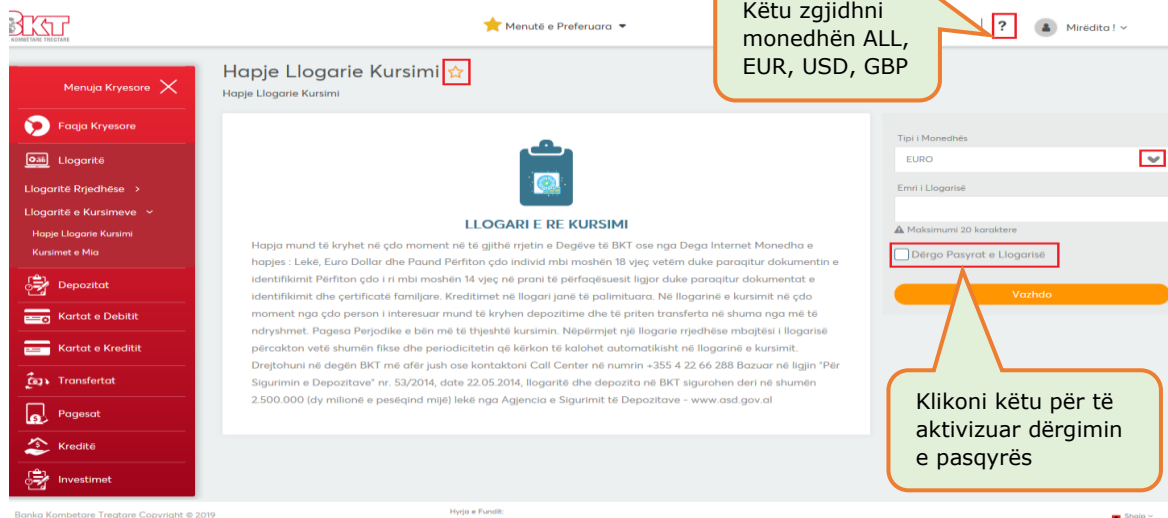 BKT
KOMBETARE TREGTARE
Menutë e Preferuara
Këtu zgjidhni
monedhën ALL,
EUR, USD, GBP
?
Mirëdita !
Menuja Kryesore
Faqja Kryesore
Llogaritë
Llogaritë Rrjedhëse >
Llogaritë e Kursimeve
Hapje Llogarie Kursimi
Kursimet e Mia
Depozitat
Kartat e Debitit
Kartat e Kreditit
Transfertat
Pagesat
Kreditë
Investimet
Hapje Llogarie Kursimi
Hapje Llogarie Kursimi
LLOGARI E RE KURSIMI
Hapja mund të kryhet në çdo moment në të gjithë rrjetin e Degëve të BKT ose nga Dega Internet Monedha e
hapjes : Lekë, Euro Dollar dhe Paund Përfiton çdo individ mbi moshën 18 vjeç vetëm duke paraqitur dokumentin e
identifikimit Përfiton çdo i ri mbi moshën 14 vjeç në prani të përfaqësuesit ligjor duke paraqitur dokumentat e
identifikimit dhe çertificatë familjare. Kreditimet në llogari janë të palimituara. Në llogarinë e kursimit në çdo
moment nga çdo person i interesuar mund të kryhen depozitime dhe të priten transferta në shuma nga më të
ndryshmet. Pagesa Perjodike e bën më të thjeshtë kursimin. Nëpërmjet një llogarie rrjedhëse mbajtësi i llogarisë
përcakton vetë shumën fikse dhe periodicitetin që kërkon të kalohet automatikisht në llogarinë e kursimit.
Drejtohuni në degën BKT më afër jush ose kontaktoni Call Center në numrin +355 4 22 66 288 Bazuar në ligjin "Për
Sigurimin e Depozitave" nr. 53/2014, date 22.05.2014, llogaritë dhe depozita në BKT sigurohen deri në shumën
2.500.000 (dy milionë e pesëqind mijë) lekë nga Agjencia e Sigurimit të Depozitave - www.asd.gov.al
Tipi i Monedhës
EURO
Emri i Llogarisë
Maksimumi 20 karaktere
Dërgo Pasyrat e Llogarisë
Vazhdo
Klikoni këtu për të
aktivizuar dërgimin
e pasqyrës
Banka Kombetare Tregtare Copyright © 2019
Hyrja e Fundit:
Shqip